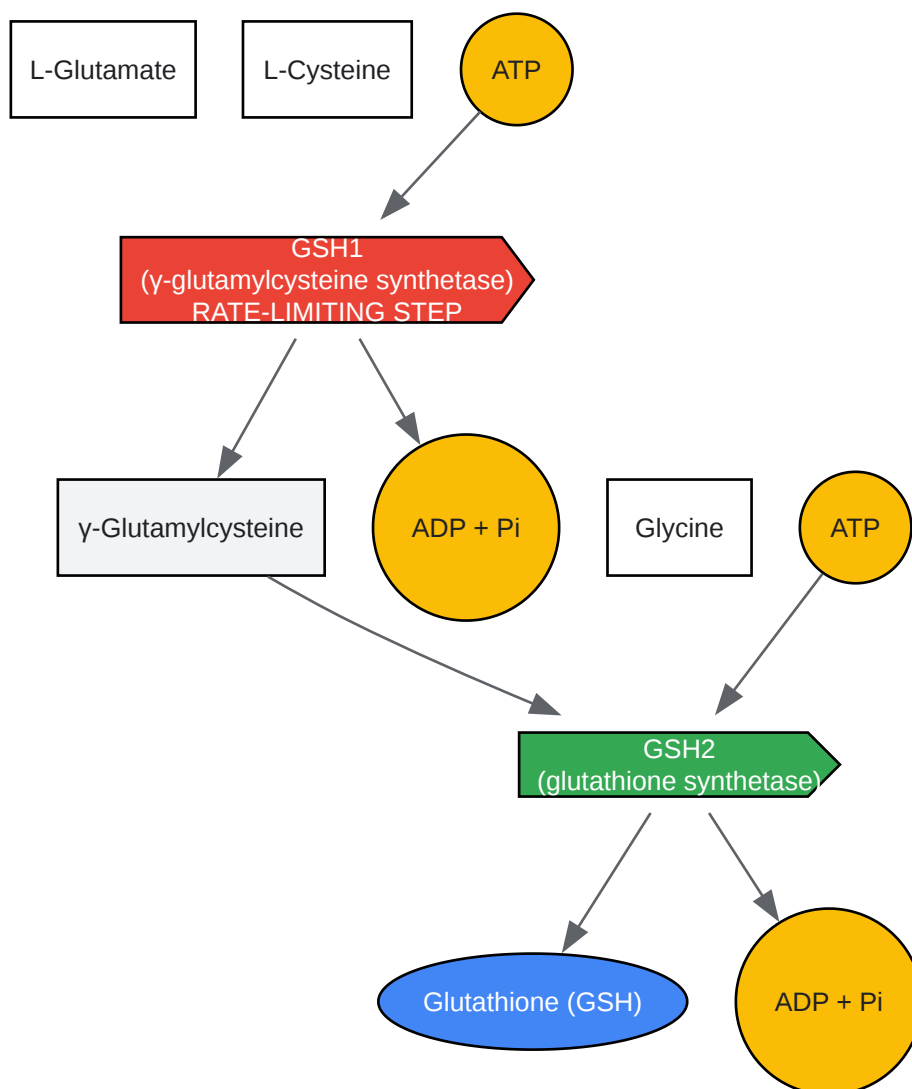 L-Glutamate
L-Cysteine
ATP
GSH1
(γ-glutamylcysteine synthetase)
RATE-LIMITING STEP
γ-Glutamylcysteine
ADP + Pi
Glycine
ATP
GSH2
(glutathione synthetase)
Glutathione (GSH)
ADP + Pi